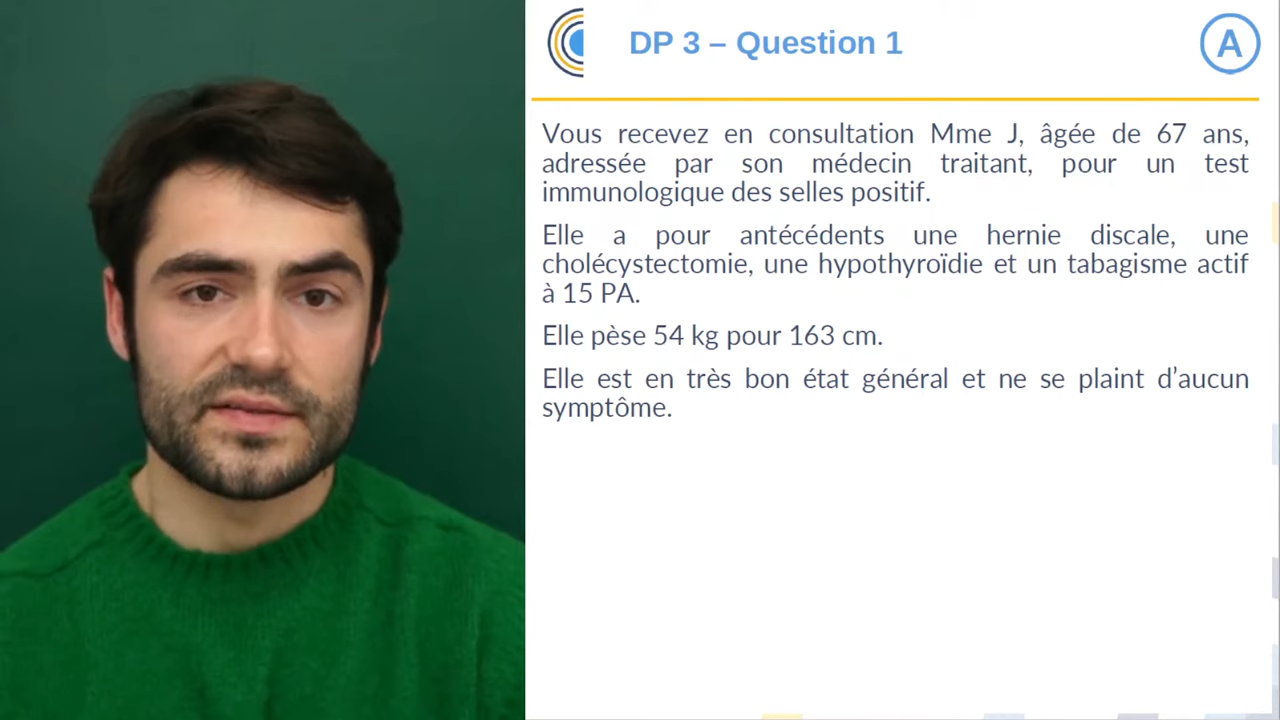 DP 3 – Question 1
A
Vous recevez en consultation Mme J, âgée de 67 ans,
adressée par son médecin traitant, pour un test
immunologique des selles positif.
Elle a pour antécédents une hernie discale, une
cholécystectomie, une hypothyroïdie et un tabagisme actif
à 15 PA.
Elle pèse 54 kg pour 163 cm.
Elle est en très bon état général et ne se plaint d’aucun
symptôme.